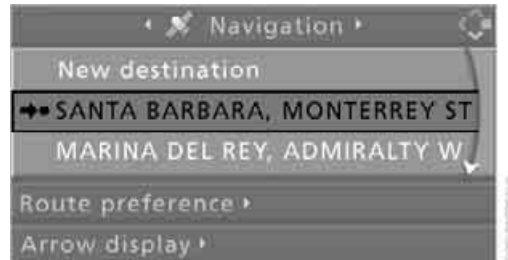 Navigation
New destination
SANTA BARBARA, MONTERREY ST
MARINA DEL REY, ADMIRALTY W
Route preference
Arrow display